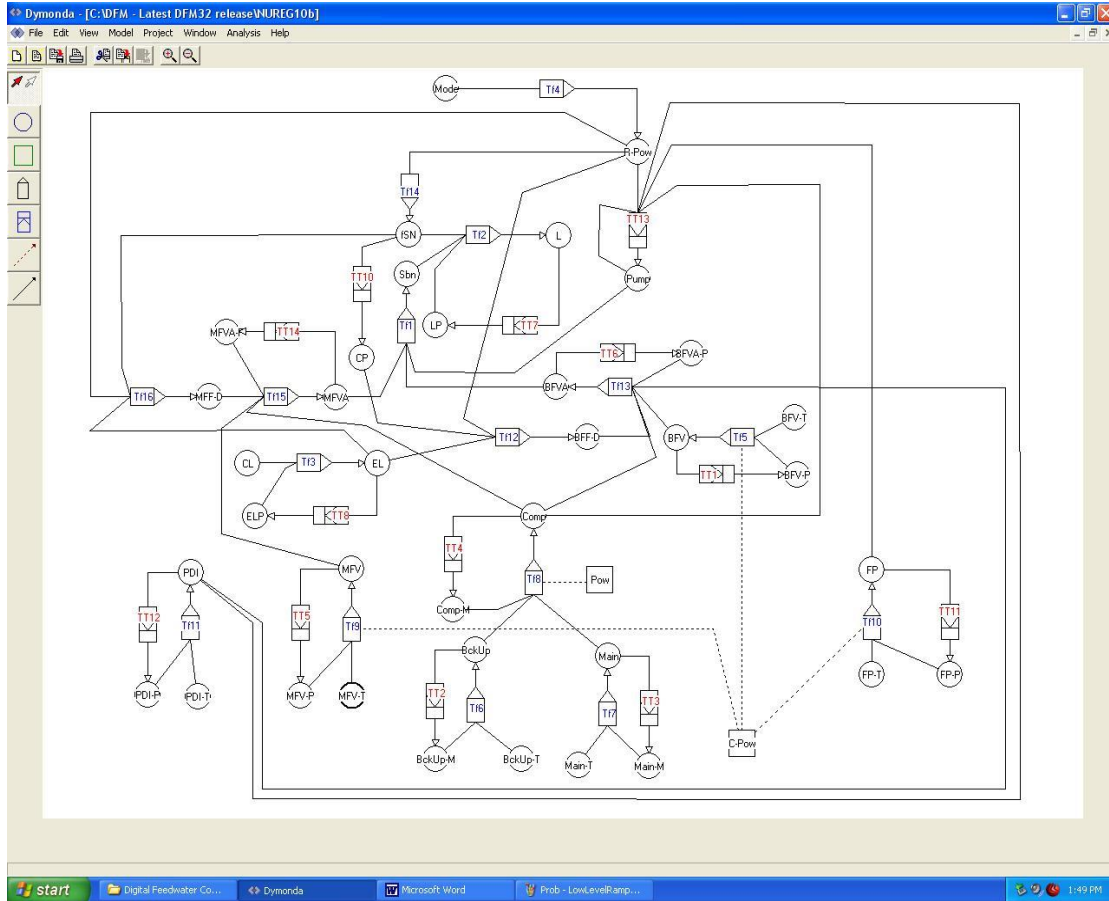 Dymonda - [C:\DFM - Latest DFM32 release\NUREG10b]
File Edit View Model Project Window Analysis Help
Mode
Tf4
R-Pow
Tf14
TT13
fSN
Tf2
L
Sbn
TT10
Pump
MFVA-P
TT14
Tf1
LP
TT7
CP
TT6
BFVA-P
BFVA
Tf13
Tf16
MFF-D
Tf15
MFVA
BFV-T
Tf12
BFF-D
BFV
Tf5
CL
Tf3
EL
TT1
BFV-P
ELP
TT8
Comp
TT4
PDI
MFV
Tf8
Pow
FP
Comp-M
TT12
Tf11
TT5
Tf9
Tf10
TT11
BckUp
Main
PDI-P
PDI-T
MFV-P
MFV-T
FP-T
FP-P
TT2
Tf6
Tf7
TT3
C-Pow
BckUp-M
BckUp-T
Main-T
Main-M
start
Digital Feedwater Co...
Dymonda
Microsoft Word
Prob - LowLevelRamp...
1:49 PM